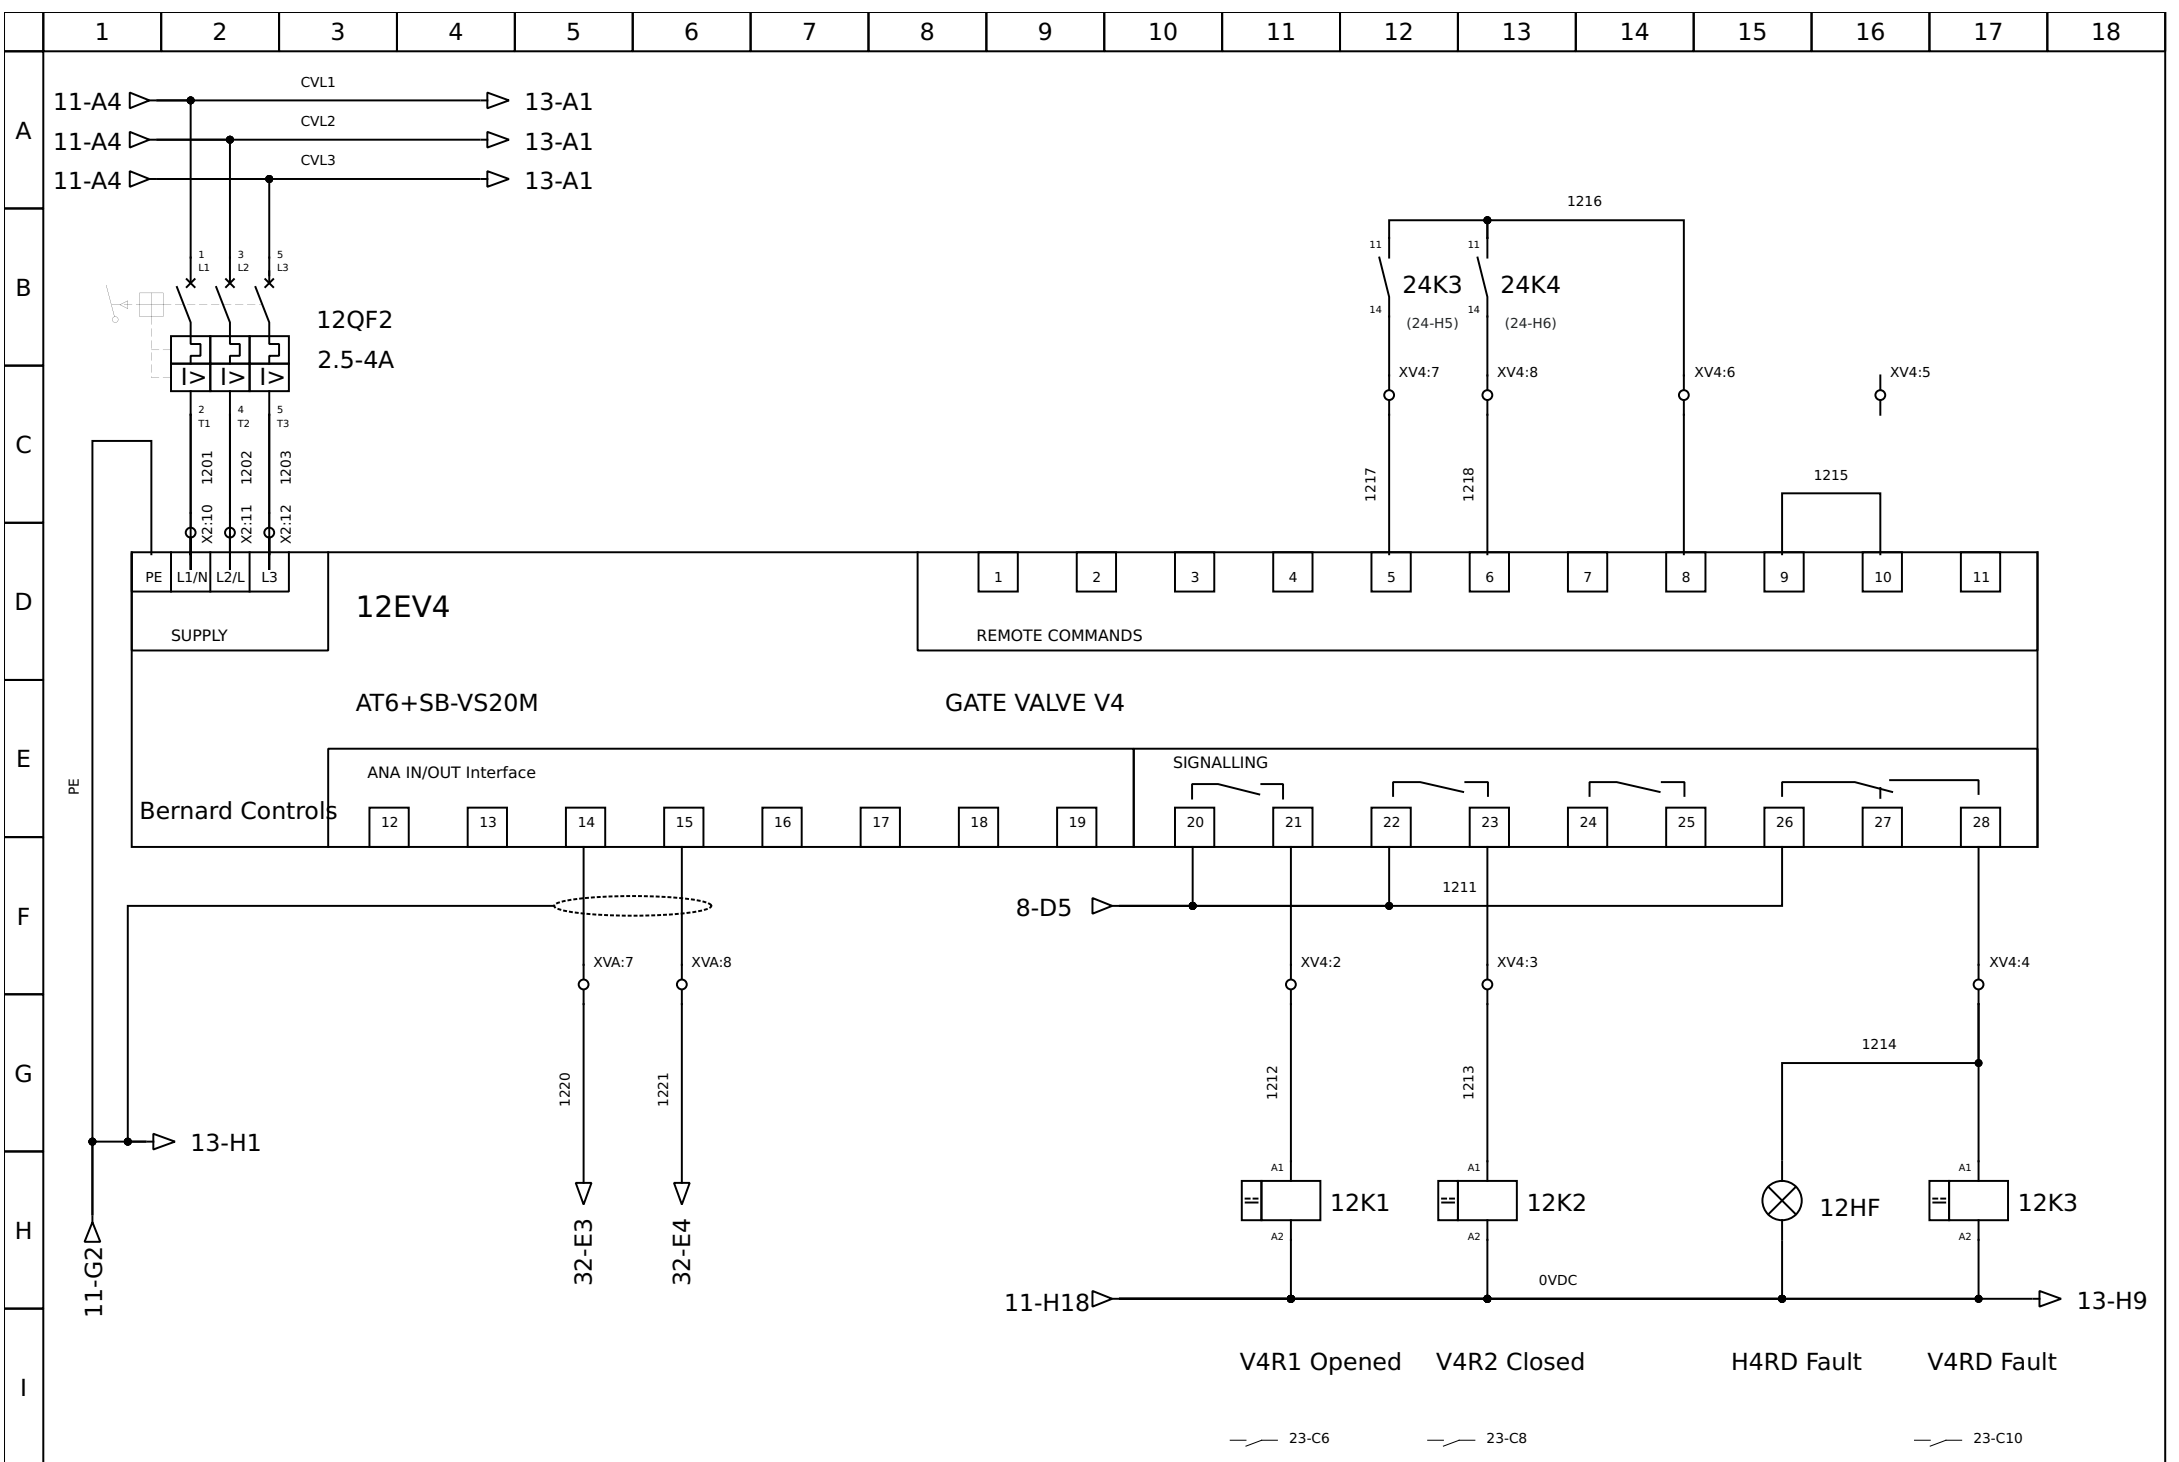 1 2 3 4 5 6 7 8 9 10 11 12 13 14 15 16 17 18
A
B
C
D
E
F
G
H
I
11-A4 CVL1 13-A1
11-A4 CVL2 13-A1
11-A4 CVL3 13-A1
1216
1 3 5
L1 L2 L3
11 11
24K3 24K4
14 14
(24-H5) (24-H6)
12QF2
2.5-4A
I> I> I>
XV4:7 XV4:8 XV4:6 XV4:5
2 4 5
T1 T2 T3
1201 1202 1203
1217 1218
1215
X2:10 X2:11 X2:12
PE L1/N L2/L L3
1 2 3 4 5 6 7 8 9 10 11
12EV4
SUPPLY
REMOTE COMMANDS
AT6+SB-VS20M
GATE VALVE V4
PE
ANA IN/OUT Interface
SIGNALLING
Bernard Controls
12 13 14 15 16 17 18 19 20 21 22 23 24 25 26 27 28
8-D5
1211
XVA:7 XVA:8
XV4:2 XV4:3 XV4:4
1214
1220 1221
1212 1213
13-H1
A1 A1 A1
12K1 12K2 12HF 12K3
A2 A2 A2
11-G2
32-E3 32-E4
11-H18
0VDC
13-H9
V4R1 Opened
V4R2 Closed
H4RD Fault
V4RD Fault
23-C6
23-C8
23-C10